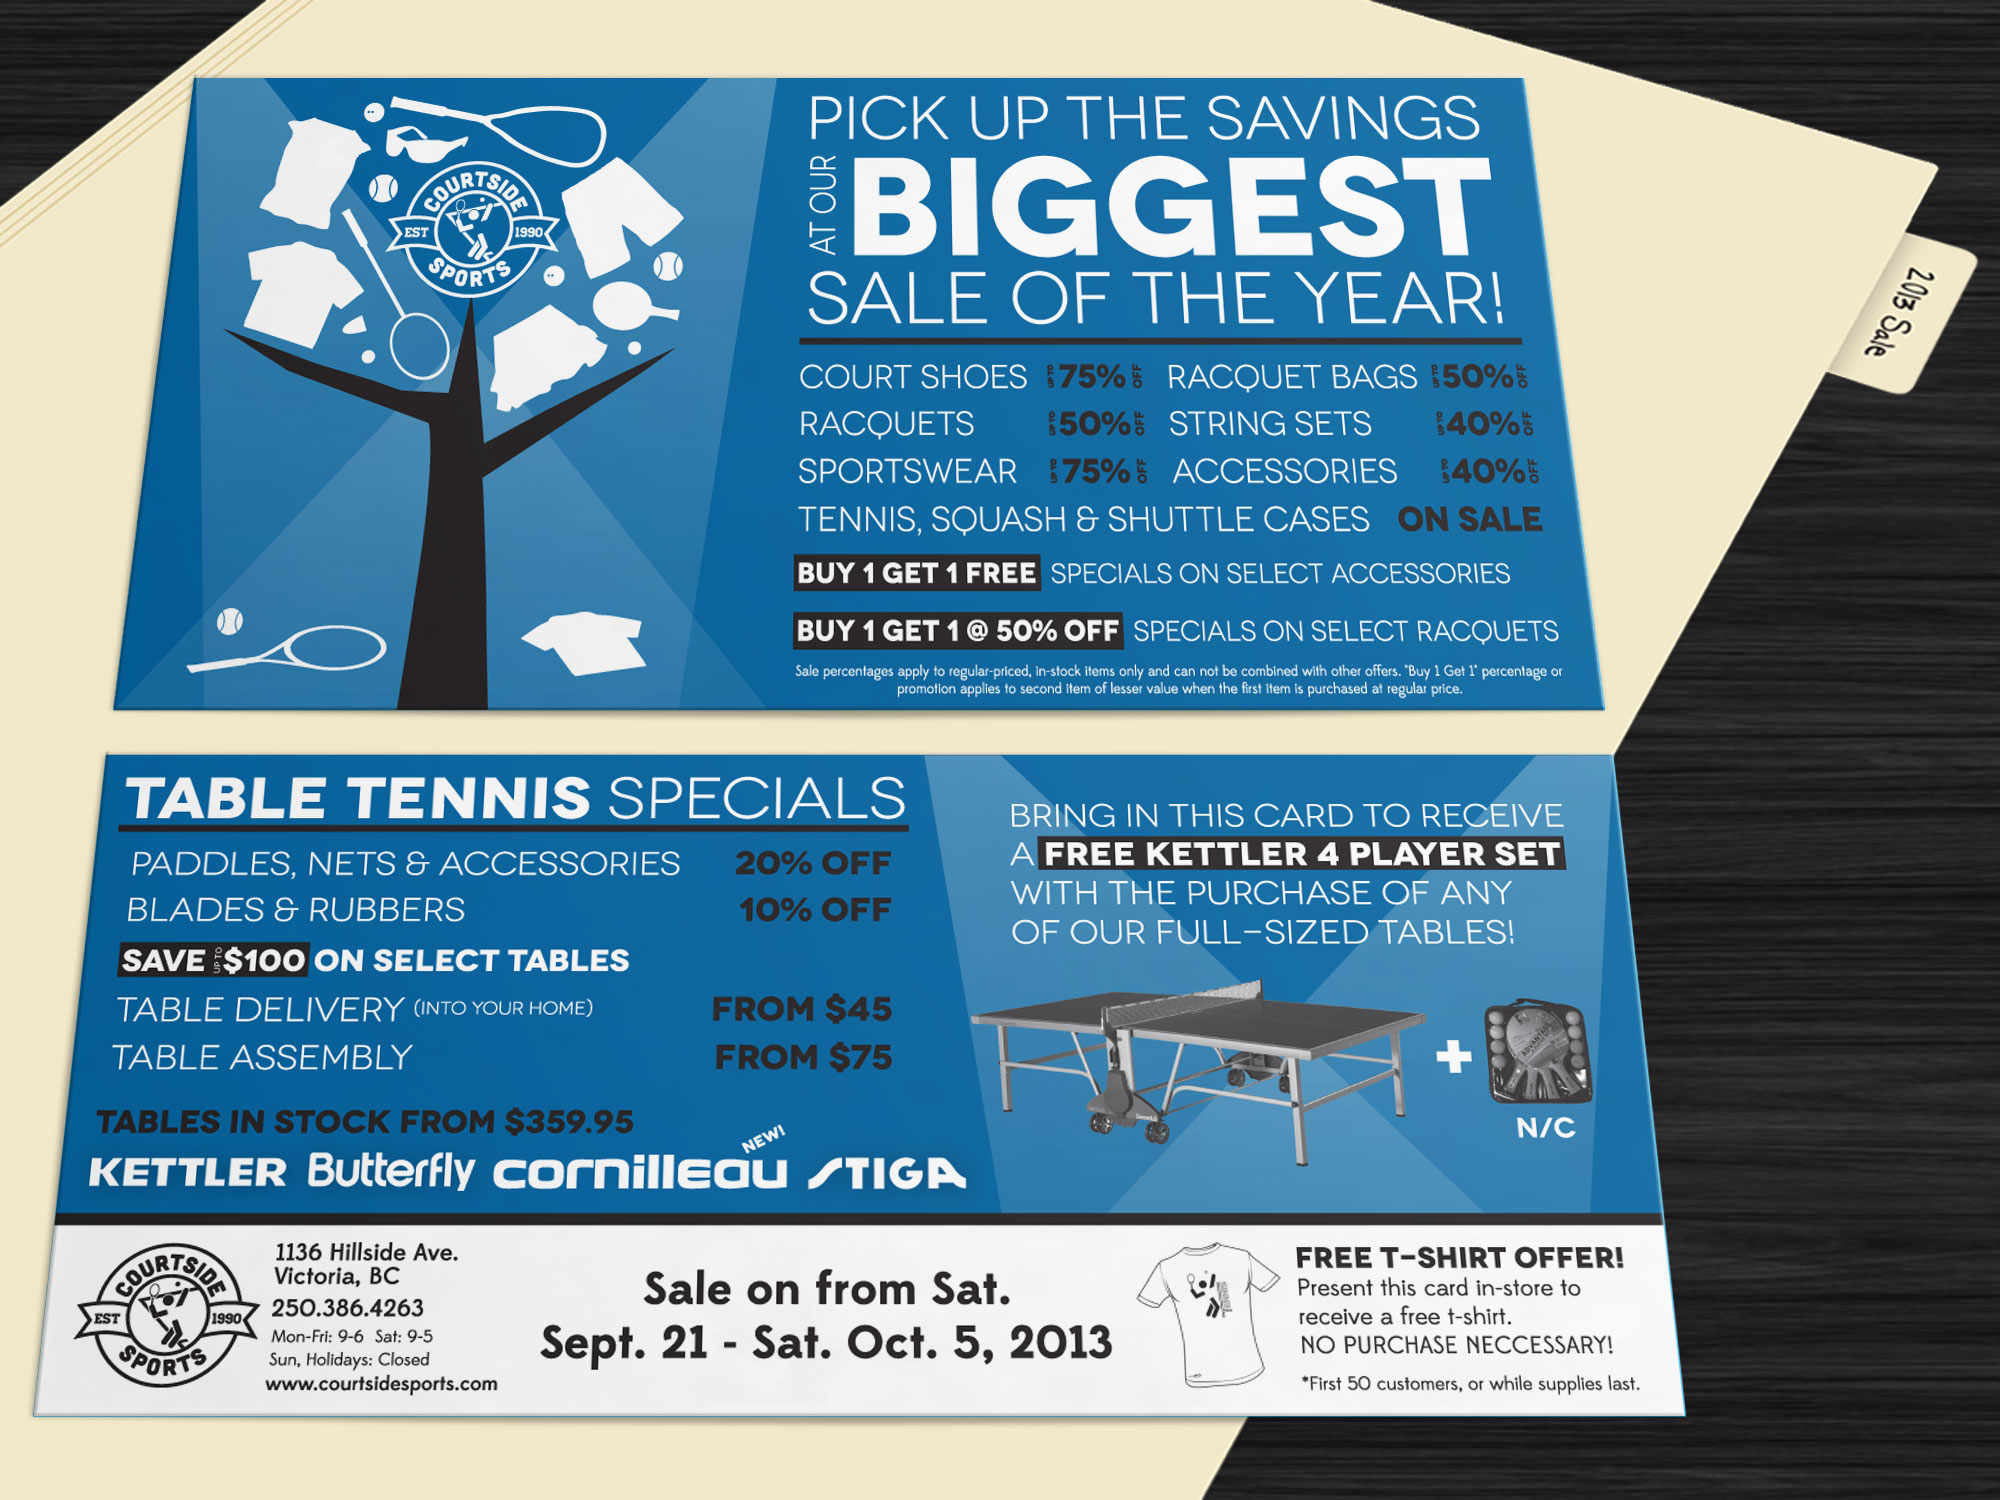 2013 Sale
COURTSIDE
EST 1990
SPORTS
PICK UP THE SAVINGS
AT OUR BIGGEST
SALE OF THE YEAR!
COURT SHOES UP TO 75% OFF RACQUET BAGS UP TO 50% OFF
RACQUETS UP TO 50% OFF STRING SETS UP TO 40% OFF
SPORTSWEAR UP TO 75% OFF ACCESSORIES UP TO 40% OFF
TENNIS, SQUASH & SHUTTLE CASES ON SALE
BUY 1 GET 1 FREE SPECIALS ON SELECT ACCESSORIES
BUY 1 GET 1 @ 50% OFF SPECIALS ON SELECT RACQUETS
Sale percentages apply to regular-priced, in-stock items only and can not be combined with other offers. "Buy 1 Get 1" percentage or
promotion applies to second item of lesser value when the first item is purchased at regular price.
TABLE TENNIS SPECIALS
PADDLES, NETS & ACCESSORIES 20% OFF
BLADES & RUBBERS 10% OFF
SAVE UP TO $100 ON SELECT TABLES
TABLE DELIVERY (INTO YOUR HOME) FROM $45
TABLE ASSEMBLY FROM $75
TABLES IN STOCK FROM $359.95
NEW!
KETTLER Butterfly cornilleau STIGA
BRING IN THIS CARD TO RECEIVE
A FREE KETTLER 4 PLAYER SET
WITH THE PURCHASE OF ANY
OF OUR FULL-SIZED TABLES!
+
ADVANTAGE
N/C
COURTSIDE
EST 1990
SPORTS
1136 Hillside Ave.
Victoria, BC
250.386.4263
Mon-Fri: 9-6 Sat: 9-5
Sun, Holidays: Closed
www.courtsidesports.com
Sale on from Sat.
Sept. 21 - Sat. Oct. 5, 2013
FREE T-SHIRT OFFER!
Present this card in-store to
receive a free t-shirt.
NO PURCHASE NECCESSARY!
*First 50 customers, or while supplies last.